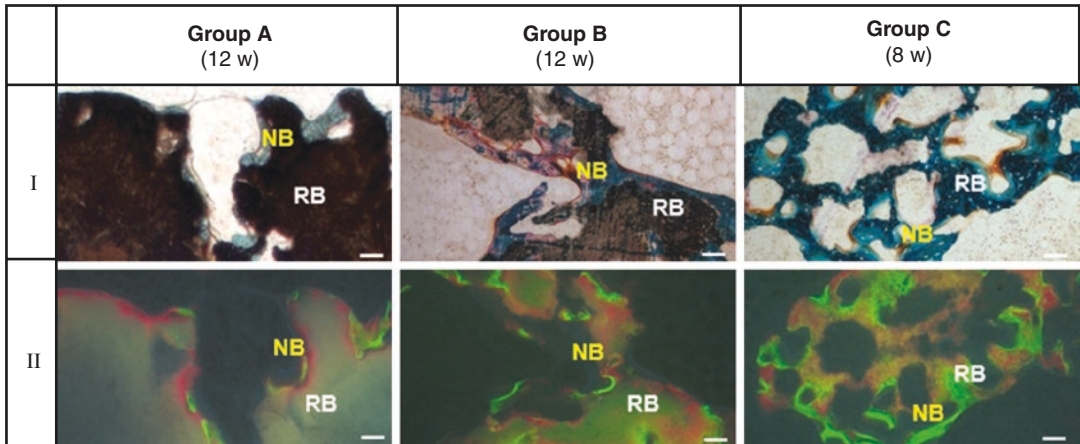 Group A
(12 w)
Group B
(12 w)
Group C
(8 w)
I
NB
RB
NB
RB
RB
NB
II
NB
RB
NB
RB
RB
NB